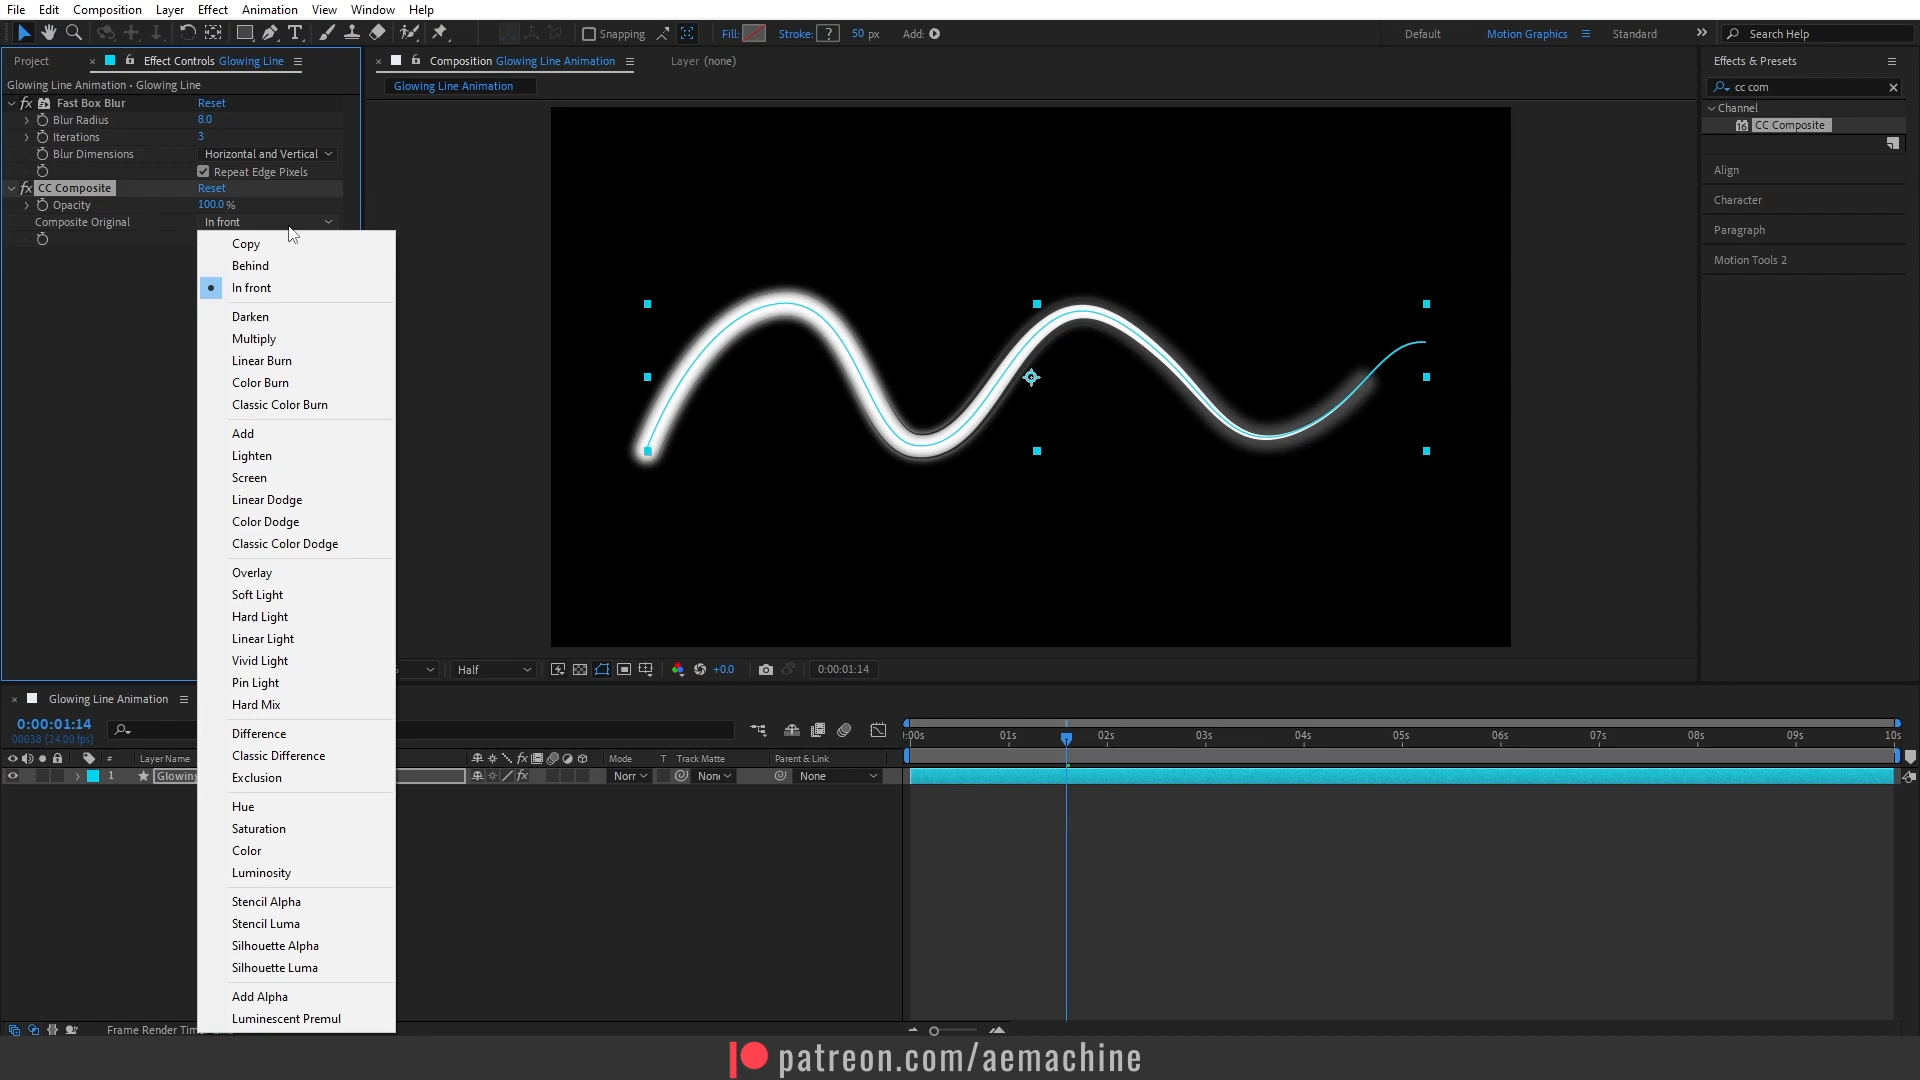 File Edit Composition Layer Effect Animation View Window Help
Snapping Fill: Stroke: ? 50 px Add: Default Motion Graphics Standard Search Help
Project Effect Controls Glowing Line
Glowing Line Animation • Glowing Line
fx Fast Box Blur Reset
Blur Radius 8.0
Iterations 3
Blur Dimensions Horizontal and Vertical
Repeat Edge Pixels
fx CC Composite Reset
Opacity 100.0 %
Composite Original In front
Copy
Behind
In front
Darken
Multiply
Linear Burn
Color Burn
Classic Color Burn
Add
Lighten
Screen
Linear Dodge
Color Dodge
Classic Color Dodge
Overlay
Soft Light
Hard Light
Linear Light
Vivid Light
Pin Light
Hard Mix
Difference
Classic Difference
Exclusion
Hue
Saturation
Color
Luminosity
Stencil Alpha
Stencil Luma
Silhouette Alpha
Silhouette Luma
Add Alpha
Luminescent Premul
Composition Glowing Line Animation Layer (none)
Glowing Line Animation
Half +0.0 0:00:01:14
Effects & Presets
cc com
Channel
16 CC Composite
Align
Character
Paragraph
Motion Tools 2
Glowing Line Animation
0:00:01:14
00038 (24.00 fps)
# Layer Name fx Mode T Track Matte Parent & Link
1 Glowing fx Norr None
:00s 01s 02s 03s 04s 05s 06s 07s 08s 09s 10s
Frame Render
patreon.com/aemachine